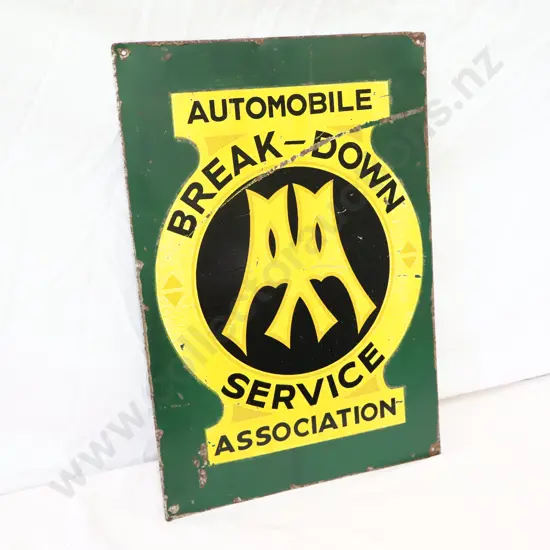 AUTOMOBILE
BREAK-DOWN
AA
SERVICE
ASSOCIATION